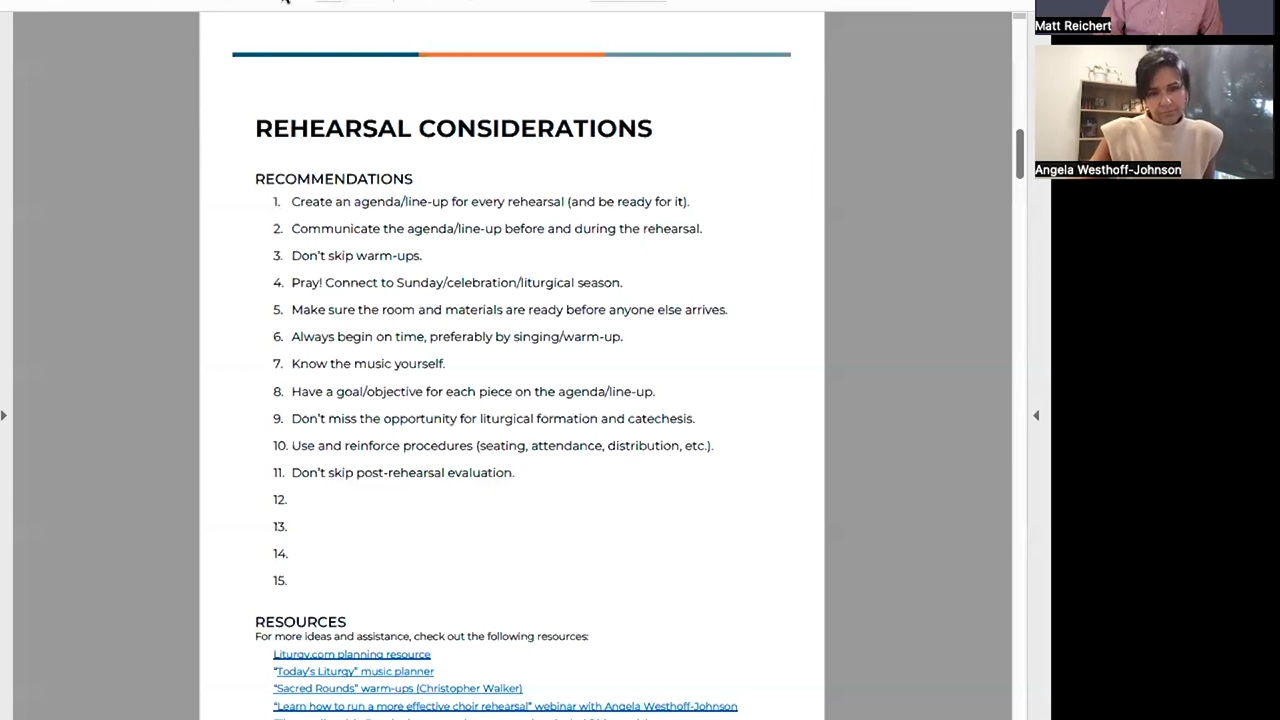 Matt Reichert
Angela Westhoff-Johnson
REHEARSAL CONSIDERATIONS
RECOMMENDATIONS
1. Create an agenda/line-up for every rehearsal (and be ready for it).
2. Communicate the agenda/line-up before and during the rehearsal.
3. Don't skip warm-ups.
4. Pray! Connect to Sunday/celebration/liturgical season.
5. Make sure the room and materials are ready before anyone else arrives.
6. Always begin on time, preferably by singing/warm-up.
7. Know the music yourself.
8. Have a goal/objective for each piece on the agenda/line-up.
9. Don't miss the opportunity for liturgical formation and catechesis.
10. Use and reinforce procedures (seating, attendance, distribution, etc.).
11. Don't skip post-rehearsal evaluation.
12.
13.
14.
15.
RESOURCES
For more ideas and assistance, check out the following resources:
Liturgy.com planning resource
"Today's Liturgy" music planner
"Sacred Rounds" warm-ups (Christopher Walker)
"Learn how to run a more effective choir rehearsal" webinar with Angela Westhoff-Johnson